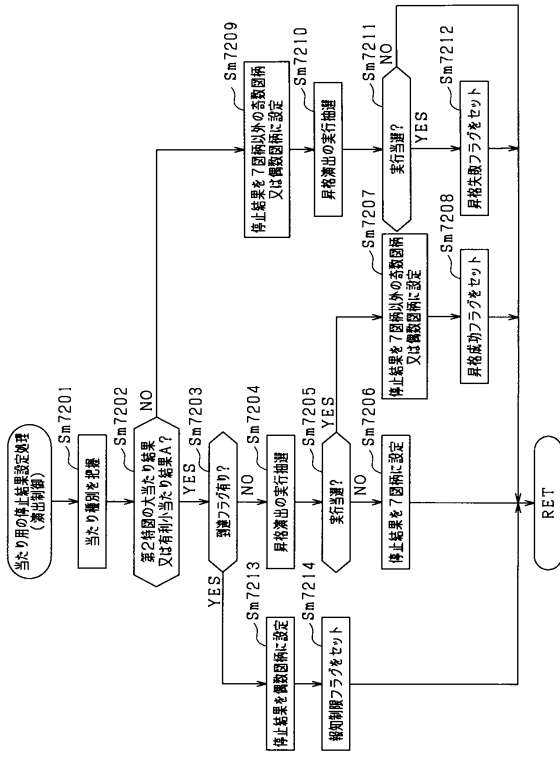 当たり用の停止結果設定処理
(演出制御)
Sm7201
当たり種別を把握
Sm7202
第2特図の大当たり結果
又は有利小当たり結果A?
NO
YES
Sm7203
到達フラグ有り?
YES
NO
Sm7204
昇格演出の実行抽選
Sm7205
実行当選?
YES
NO
Sm7206
停止結果を7図柄に設定
Sm7207
停止結果を7図柄以外の奇数図柄
又は偶数図柄に設定
Sm7208
昇格成功フラグをセット
Sm7209
停止結果を7図柄以外の奇数図柄
又は偶数図柄に設定
Sm7210
昇格演出の実行抽選
Sm7211
実行当選?
NO
YES
Sm7212
昇格失敗フラグをセット
Sm7213
停止結果を偶数図柄に設定
Sm7214
報知制限フラグをセット
RET